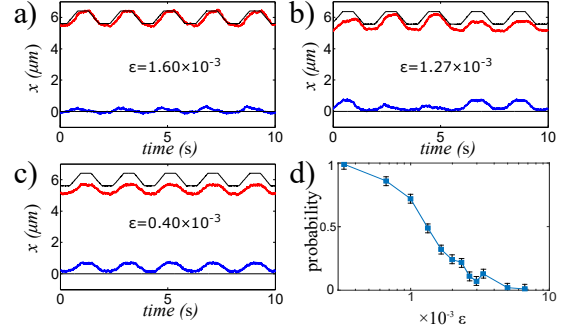 a)
x (μm)
6
4
2
0
ε=1.60×10⁻³
0 5 10
time (s)
b)
6
4
2
0
ε=1.27×10⁻³
0 5 10
time (s)
c)
x (μm)
6
4
2
0
ε=0.40×10⁻³
0 5 10
time (s)
d)
probability
1
0.5
0
1 10
×10⁻³ ε